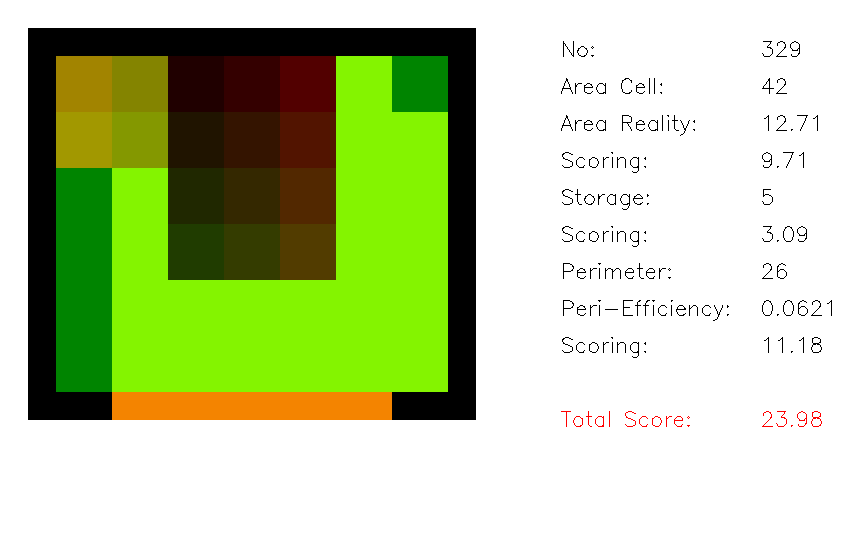 No: 329
Area Cell: 42
Area Reality: 12.71
Scoring: 9.71
Storage: 5
Scoring: 3.09
Perimeter: 26
Peri-Efficiency: 0.0621
Scoring: 11.18
Total Score: 23.98